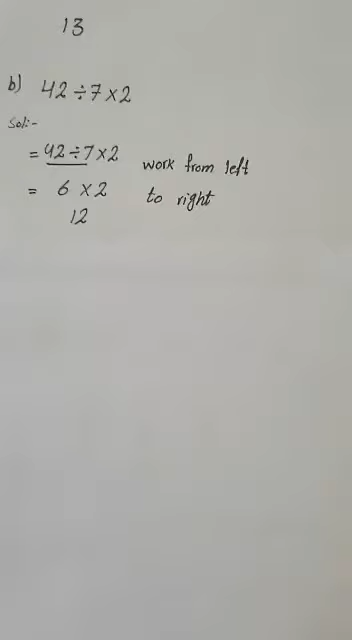 13
b) 42 ÷ 7 × 2
Sol:-
= 42 ÷ 7 × 2 work from left
= 6 × 2 to right
12